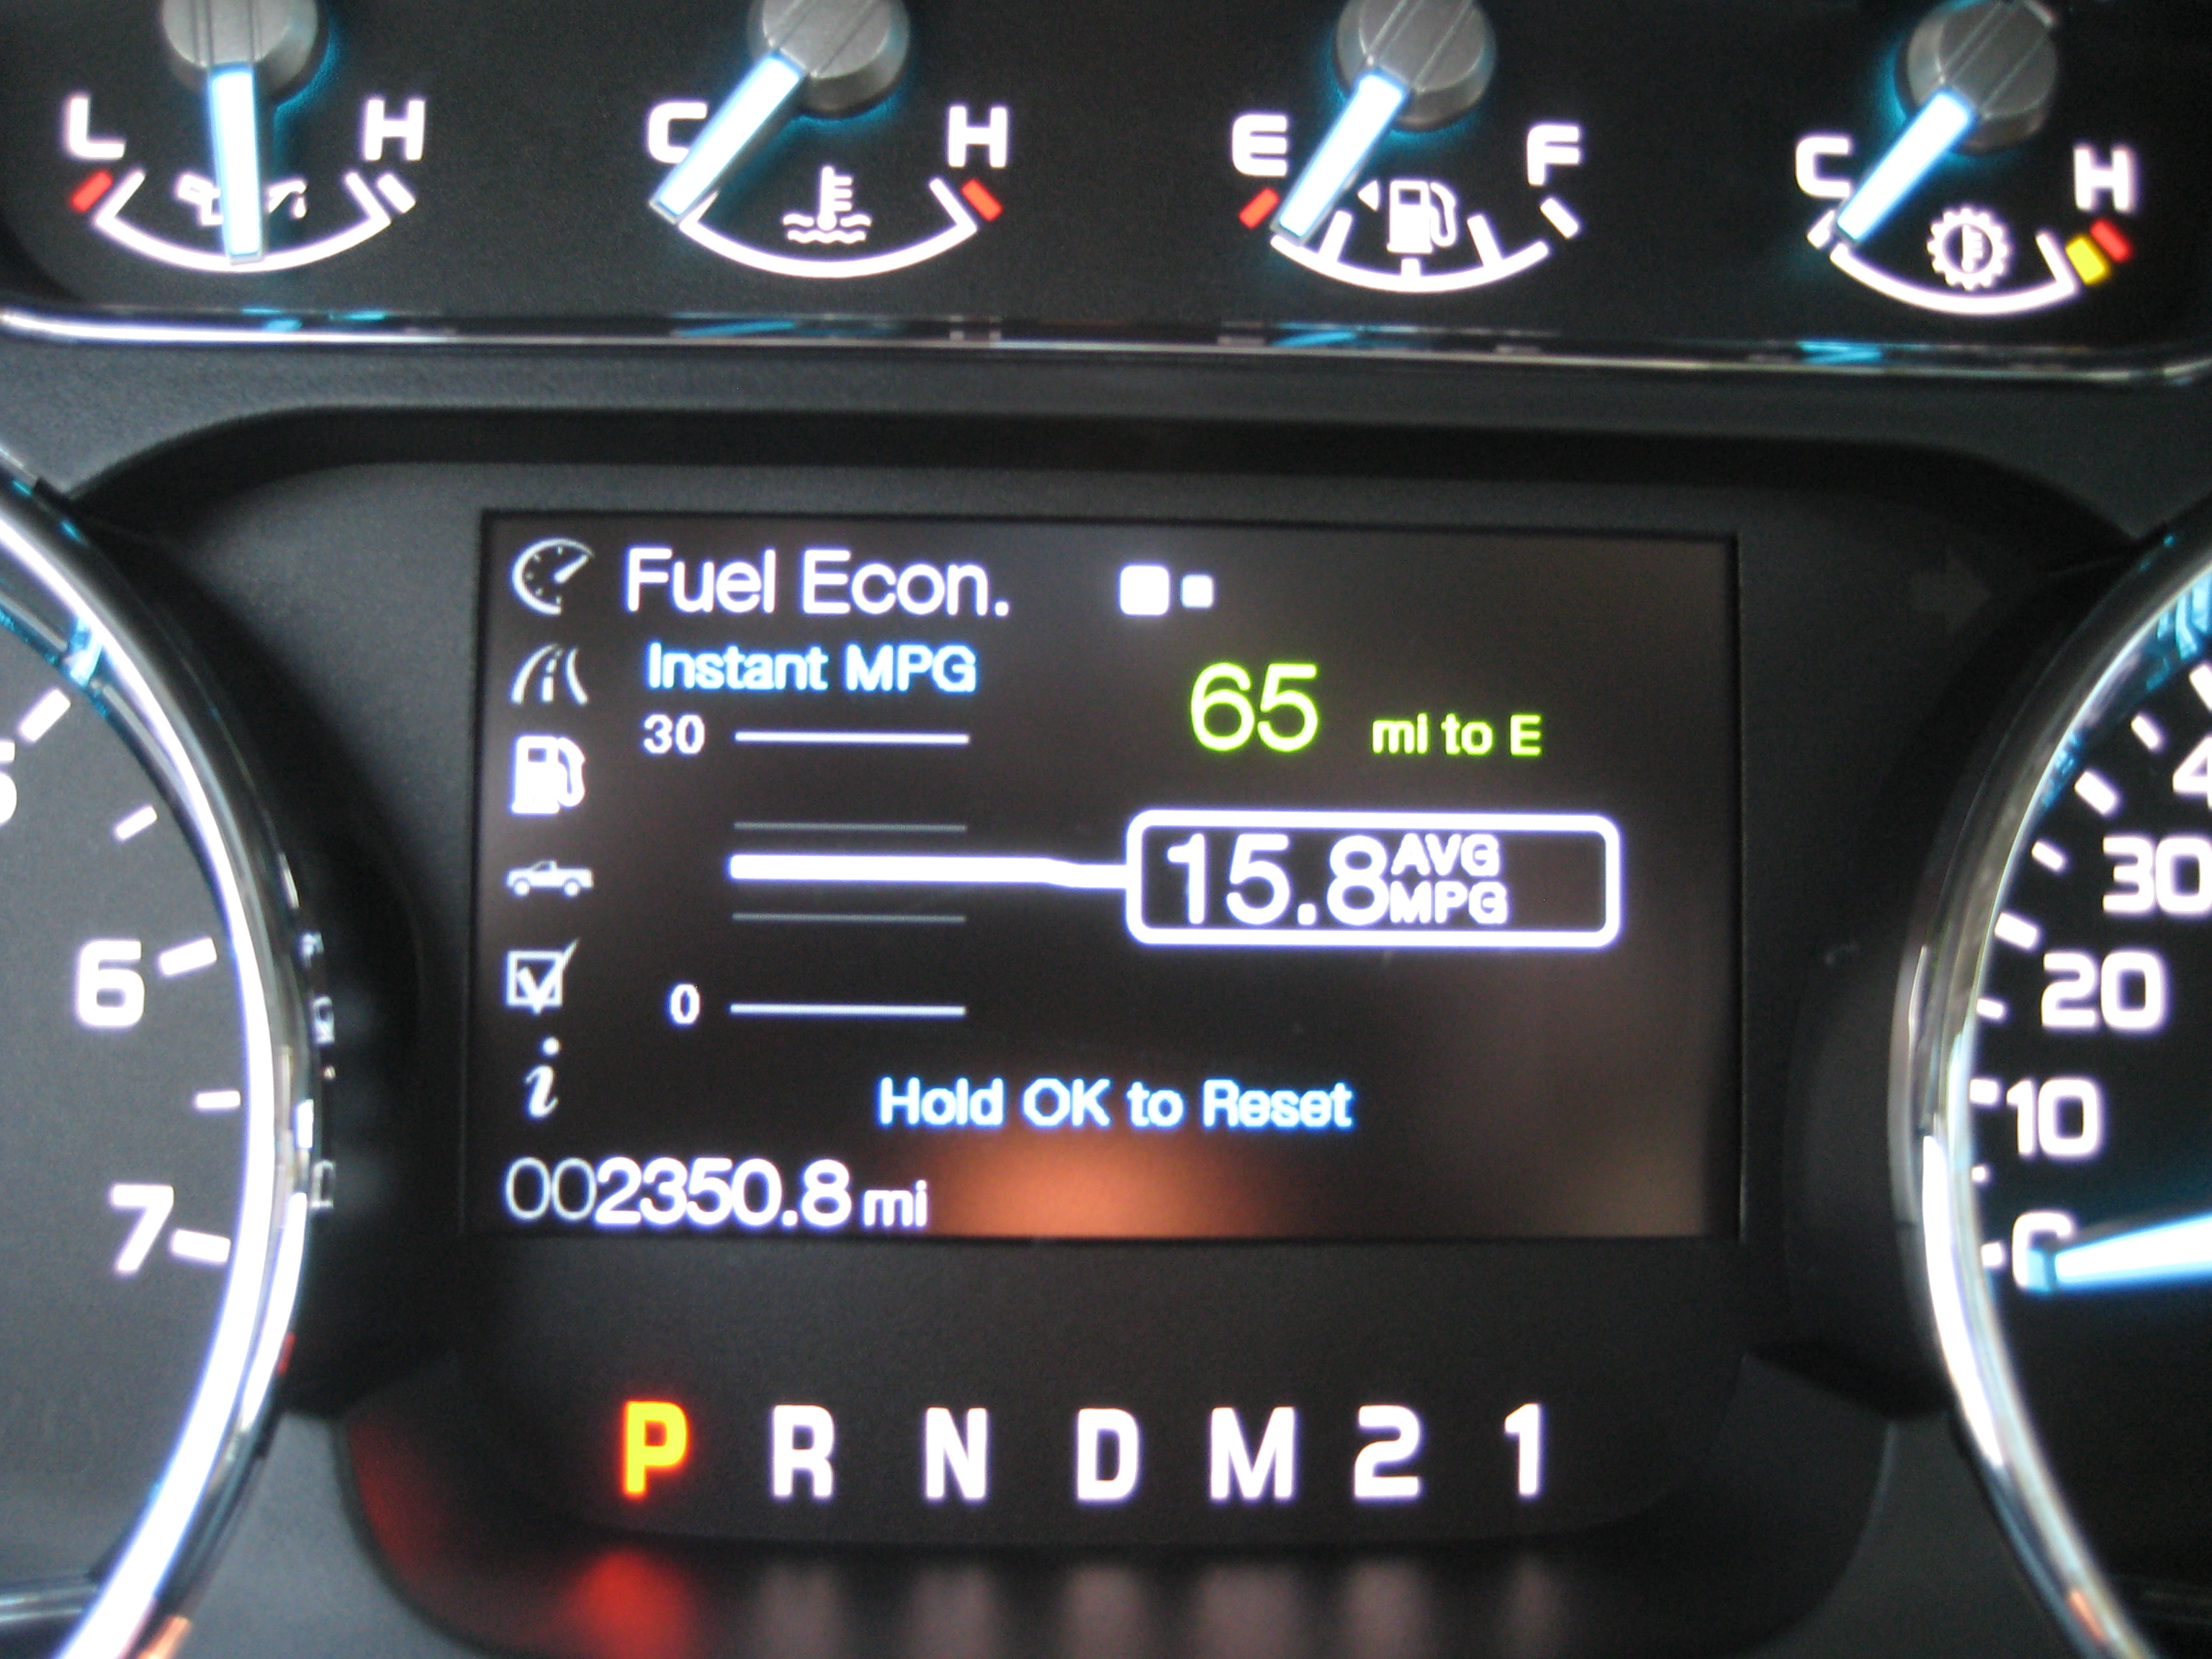 L H C H E F C H
Fuel Econ.
Instant MPG
65 mi to E
30
15.8 AVG
MPG
0
Hold OK to Reset
002350.8 mi
6
7
30
20
10
P R N D M 2 1